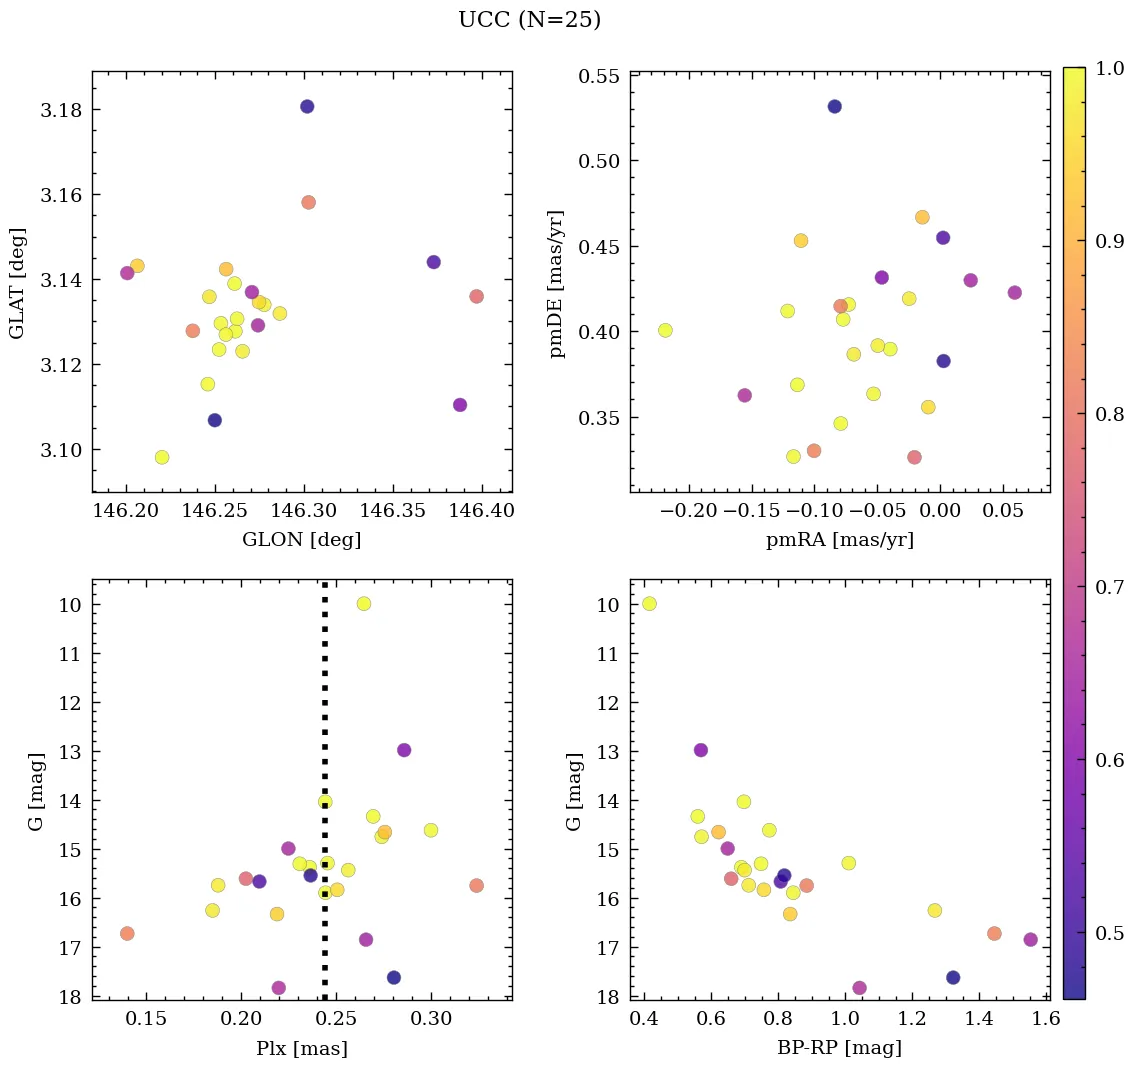 UCC (N=25)
3.18
3.16
3.14
3.12
3.10
GLAT [deg]
146.20 146.25 146.30 146.35 146.40
GLON [deg]
0.55
0.50
0.45
0.40
0.35
pmDE [mas/yr]
−0.20 −0.15 −0.10 −0.05 0.00 0.05
pmRA [mas/yr]
10
11
12
13
14
15
16
17
18
G [mag]
0.15 0.20 0.25 0.30
Plx [mas]
10
11
12
13
14
15
16
17
18
G [mag]
0.4 0.6 0.8 1.0 1.2 1.4 1.6
BP-RP [mag]
1.0
0.9
0.8
0.7
0.6
0.5